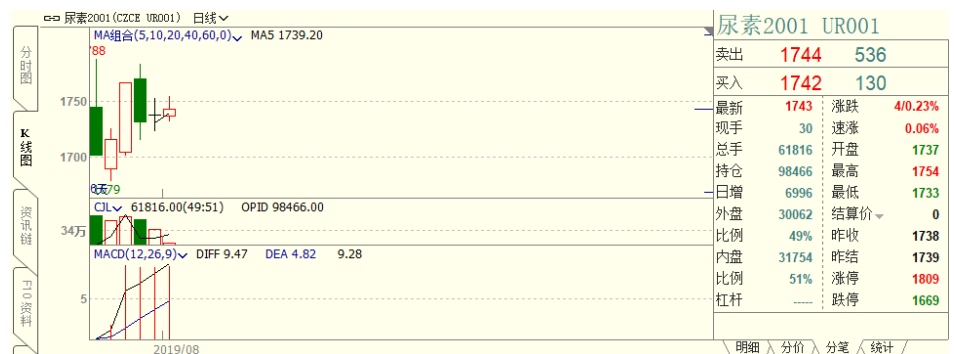 尿素2001(CZCE UR001) 日线
MA组合(5,10,20,40,60,0) MA5 1739.20
分时图
K线图
资讯链
F10资料
1750
1700
CJL 61816.00(49:51) OPID 98466.00
34万
MACD(12,26,9) DIFF 9.47 DEA 4.82 9.28
5
2019/08
尿素2001 UR001
卖出 1744 536
买入 1742 130
最新 1743 涨跌 4/0.23%
现手 30 速涨 0.06%
总手 61816 开盘 1737
持仓 98466 最高 1754
日增 6996 最低 1733
外盘 30062 结算价 0
比例 49% 昨收 1738
内盘 31754 昨结 1739
比例 51% 涨停 1809
杠杆 ----- 跌停 1669
明细 分价 分笔 统计